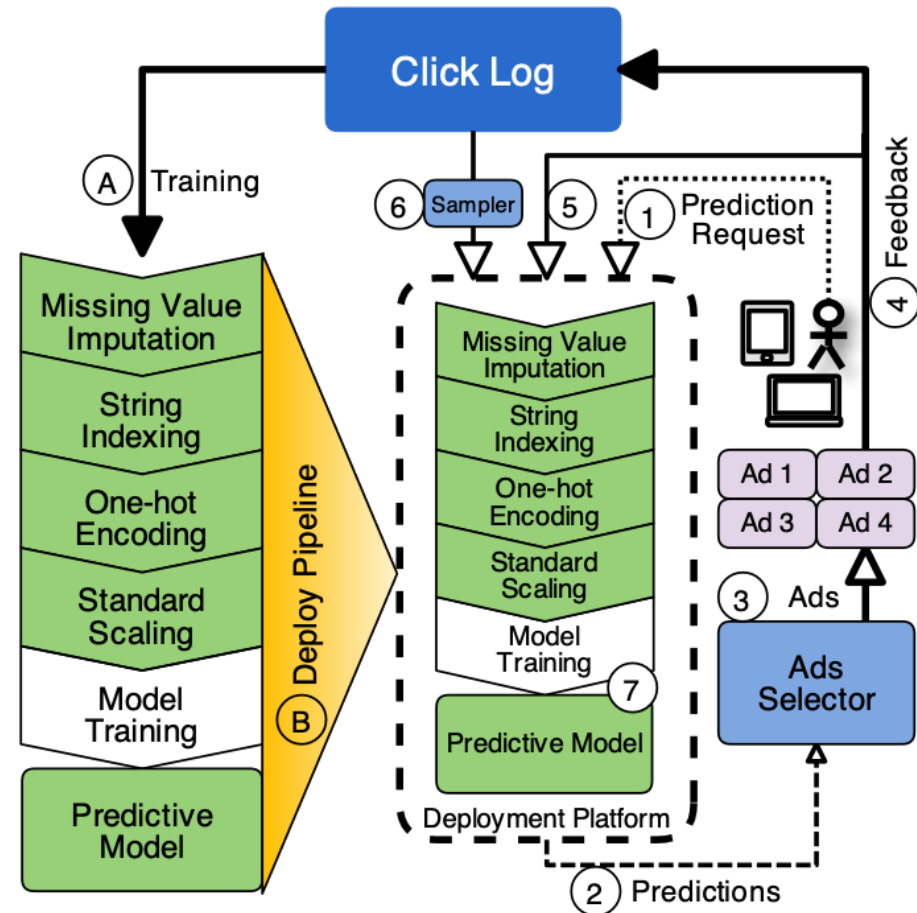 Click Log
A
Training
6
Sampler
5
1
Prediction
Request
4
Feedback
Missing Value
Imputation
String
Indexing
One-hot
Encoding
Standard
Scaling
Model
Training
Predictive
Model
B
Deploy Pipeline
Missing Value
Imputation
String
Indexing
One-hot
Encoding
Standard
Scaling
Model
Training
7
Predictive Model
Deployment Platform
Ad 1
Ad 2
Ad 3
Ad 4
3
Ads
Ads
Selector
2
Predictions